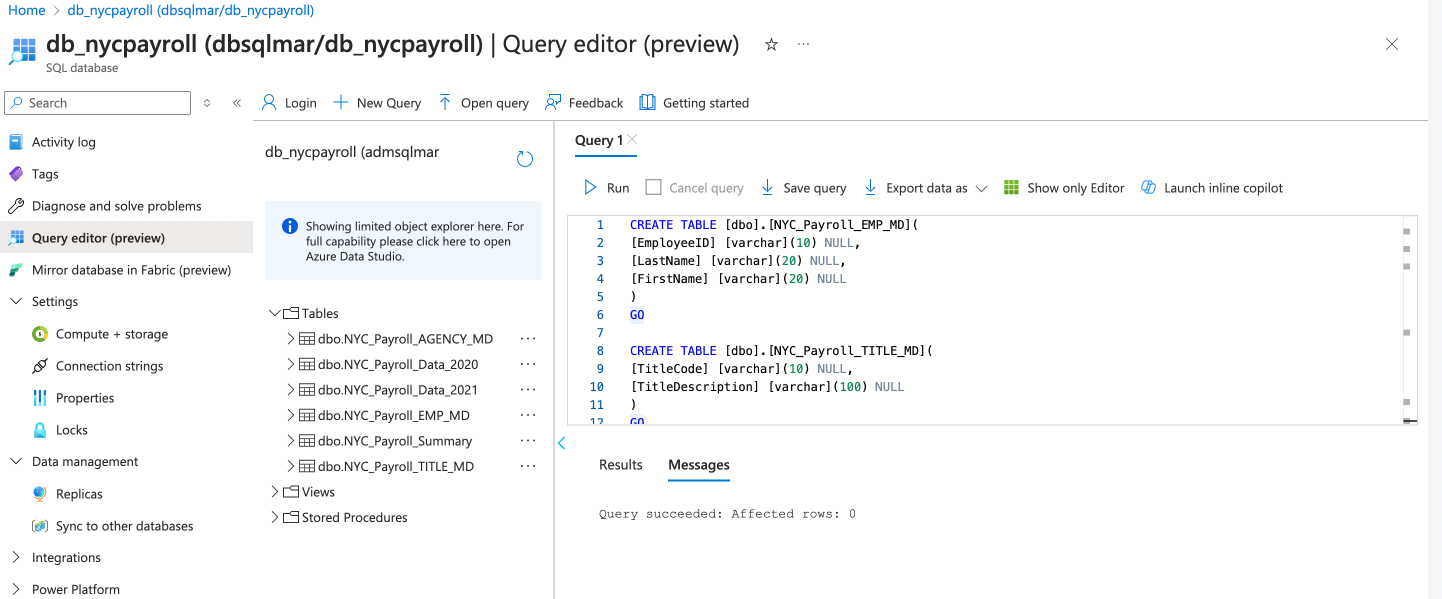 Home > db_nycpayroll (dbsqlmar/db_nycpayroll)
db_nycpayroll (dbsqlmar/db_nycpayroll) | Query editor (preview)
SQL database
Search
Activity log
Tags
Diagnose and solve problems
Query editor (preview)
Mirror database in Fabric (preview)
Settings
Compute + storage
Connection strings
Properties
Locks
Data management
Replicas
Sync to other databases
Integrations
Power Platform
Login New Query Open query Feedback Getting started
db_nycpayroll (admsqlmar
Showing limited object explorer here. For
full capability please click here to open
Azure Data Studio.
Tables
dbo.NYC_Payroll_AGENCY_MD
dbo.NYC_Payroll_Data_2020
dbo.NYC_Payroll_Data_2021
dbo.NYC_Payroll_EMP_MD
dbo.NYC_Payroll_Summary
dbo.NYC_Payroll_TITLE_MD
Views
Stored Procedures
Query 1
Run Cancel query Save query Export data as Show only Editor Launch inline copilot
1 CREATE TABLE [dbo].[NYC_Payroll_EMP_MD](
2 [EmployeeID] [varchar](10) NULL,
3 [LastName] [varchar](20) NULL,
4 [FirstName] [varchar](20) NULL
5 )
6 GO
7
8 CREATE TABLE [dbo].[NYC_Payroll_TITLE_MD](
9 [TitleCode] [varchar](10) NULL,
10 [TitleDescription] [varchar](100) NULL
11 )
12 GO
Results Messages
Query succeeded: Affected rows: 0